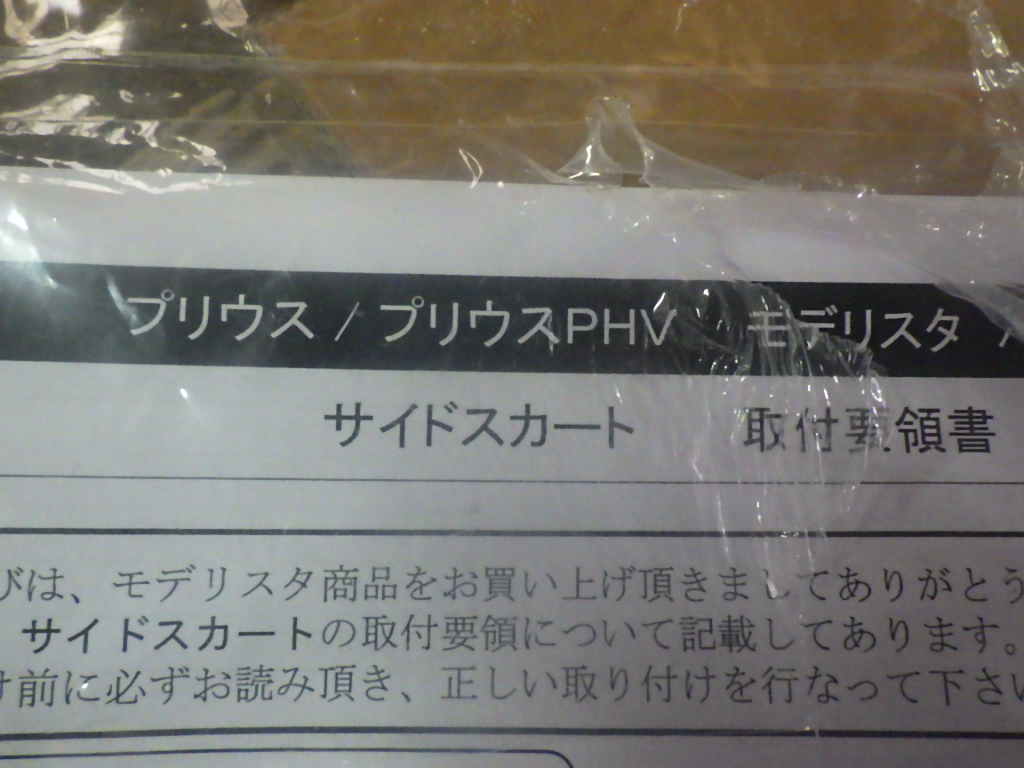 プリウス / プリウスPHV モデリスタ /
サイドスカート 取付要領書
びは、モデリスタ商品をお買い上げ頂きましてありがとう
サイドスカートの取付要領について記載してあります。
け前に必ずお読み頂き、正しい取り付けを行なって下さい